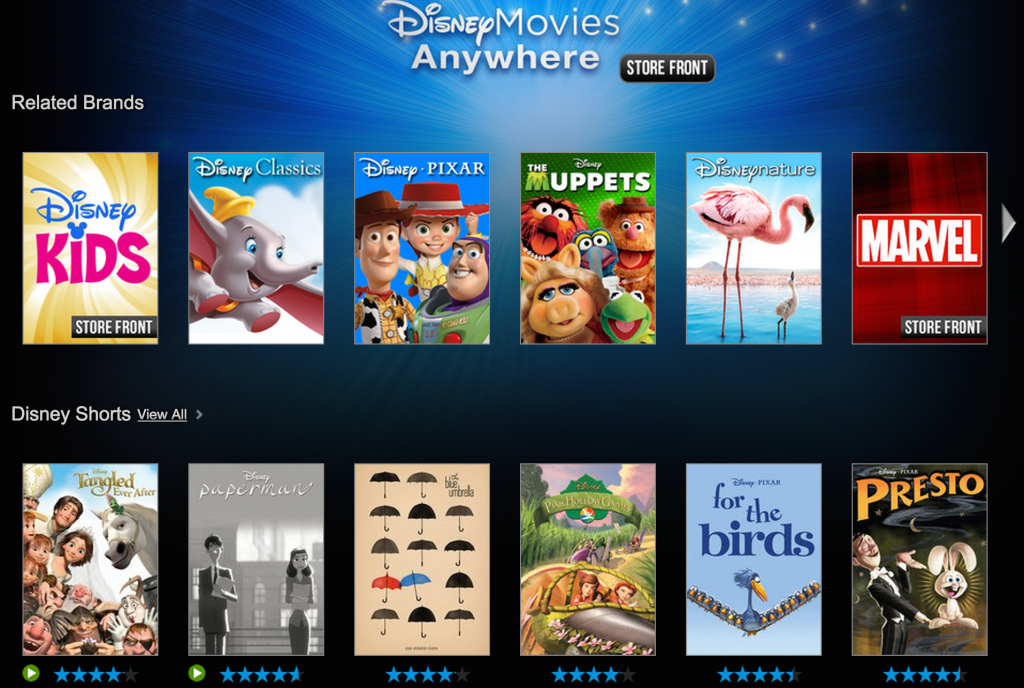 Disney Movies
Anywhere
STORE FRONT
Related Brands
Disney
KIDS
STORE FRONT
Disney Classics
Disney · PIXAR
Disney
THE
MUPPETS
Disneynature
MARVEL
STORE FRONT
Disney Shorts View All
Disney
Tangled
Ever After
Disney
paperman
the
blue
umbrella
Disney
PIXIE HOLLOW GAMES
Disney · PIXAR
for
the
birds
Disney · PIXAR
PRESTO